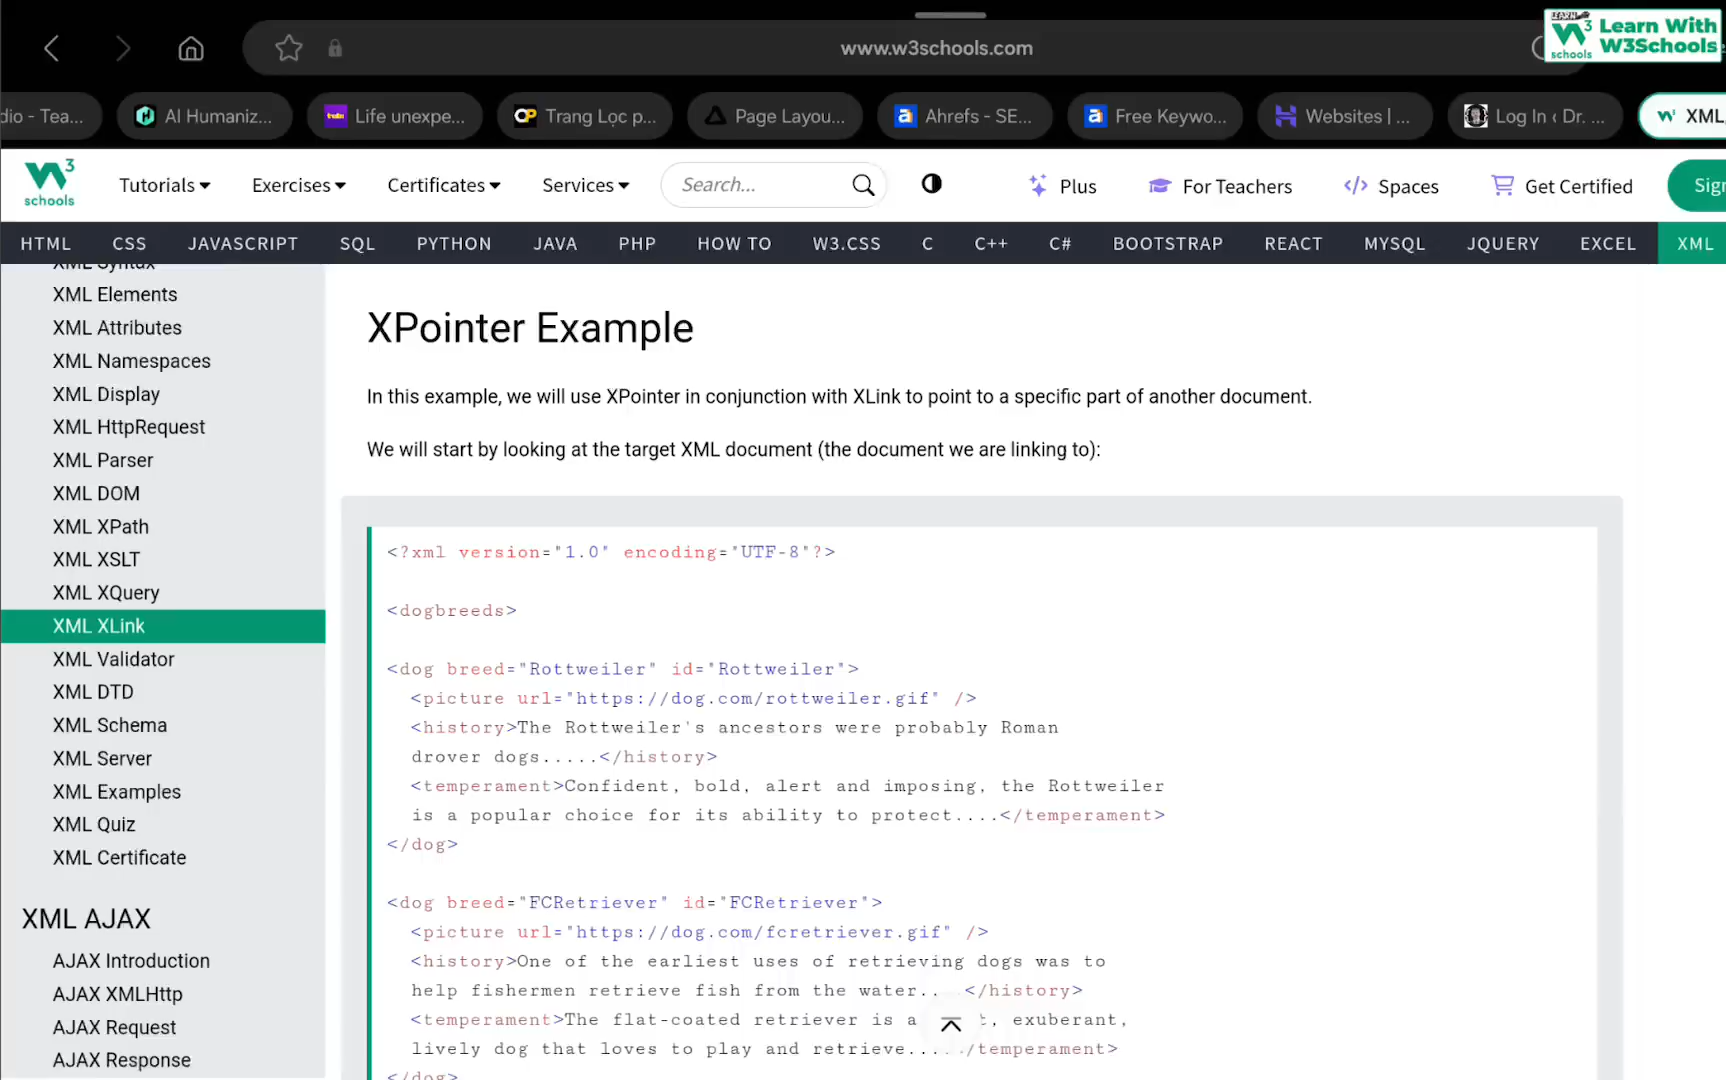 www.w3schools.com
LEARN
W3 schools
Learn With
W3Schools
dio - Tea...
AI Humaniz...
Life unexpe...
Trang Lọc p...
Page Layou...
Ahrefs - SE...
Free Keywo...
Websites | ...
Log In ‹ Dr. ...
XML
W3 schools
Tutorials
Exercises
Certificates
Services
Search...
Plus
For Teachers
Spaces
Get Certified
HTML
CSS
JAVASCRIPT
SQL
PYTHON
JAVA
PHP
HOW TO
W3.CSS
C
C++
C#
BOOTSTRAP
REACT
MYSQL
JQUERY
EXCEL
XML
XML Syntax
XML Elements
XML Attributes
XML Namespaces
XML Display
XML HttpRequest
XML Parser
XML DOM
XML XPath
XML XSLT
XML XQuery
XML XLink
XML Validator
XML DTD
XML Schema
XML Server
XML Examples
XML Quiz
XML Certificate
XML AJAX
AJAX Introduction
AJAX XMLHttp
AJAX Request
AJAX Response
XPointer Example
In this example, we will use XPointer in conjunction with XLink to point to a specific part of another document.
We will start by looking at the target XML document (the document we are linking to):
<?xml version="1.0" encoding="UTF-8"?>
<dogbreeds>
<dog breed="Rottweiler" id="Rottweiler">
<picture url="https://dog.com/rottweiler.gif" />
<history>The Rottweiler's ancestors were probably Roman
drover dogs.....</history>
<temperament>Confident, bold, alert and imposing, the Rottweiler
is a popular choice for its ability to protect....</temperament>
</dog>
<dog breed="FCRetriever" id="FCRetriever">
<picture url="https://dog.com/fcretriever.gif" />
<history>One of the earliest uses of retrieving dogs was to
help fishermen retrieve fish from the water....</history>
<temperament>The flat-coated retriever is a exuberant,
lively dog that loves to play and retrieve..../temperament>
</dog>